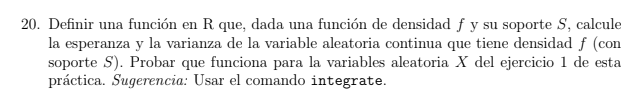 20. Definir una función en R que, dada una función de densidad f y su soporte S, calcule
la esperanza y la varianza de la variable aleatoria continua que tiene densidad f (con
soporte S). Probar que funciona para la variables aleatoria X del ejercicio 1 de esta
práctica. Sugerencia: Usar el comando integrate.